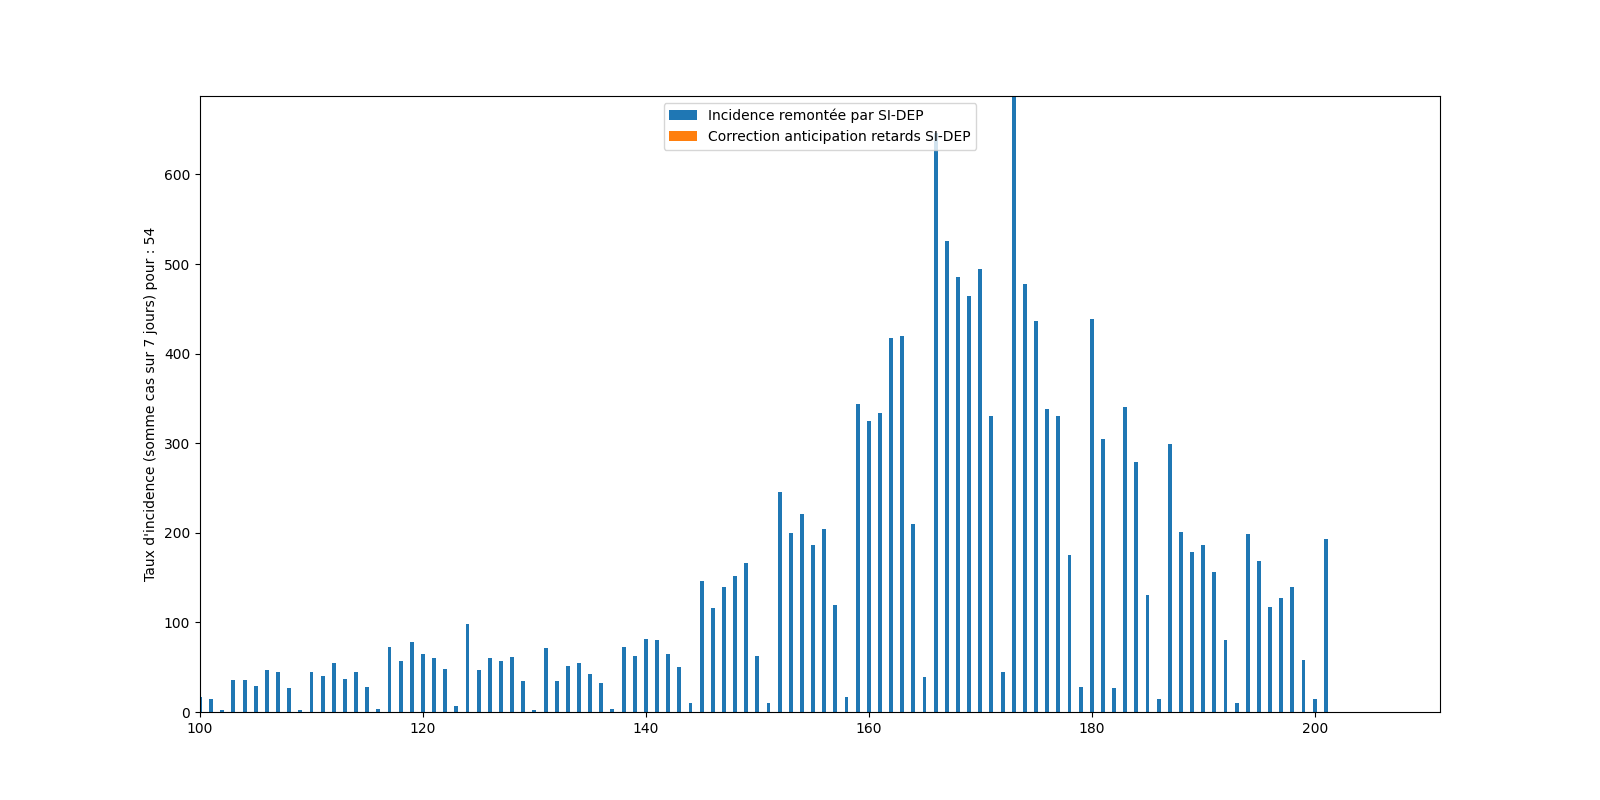 Incidence remontée par SI-DEP
Correction anticipation retards SI-DEP
Taux d'incidence (somme cas sur 7 jours) pour : 54
600
500
400
300
200
100
0
100 120 140 160 180 200